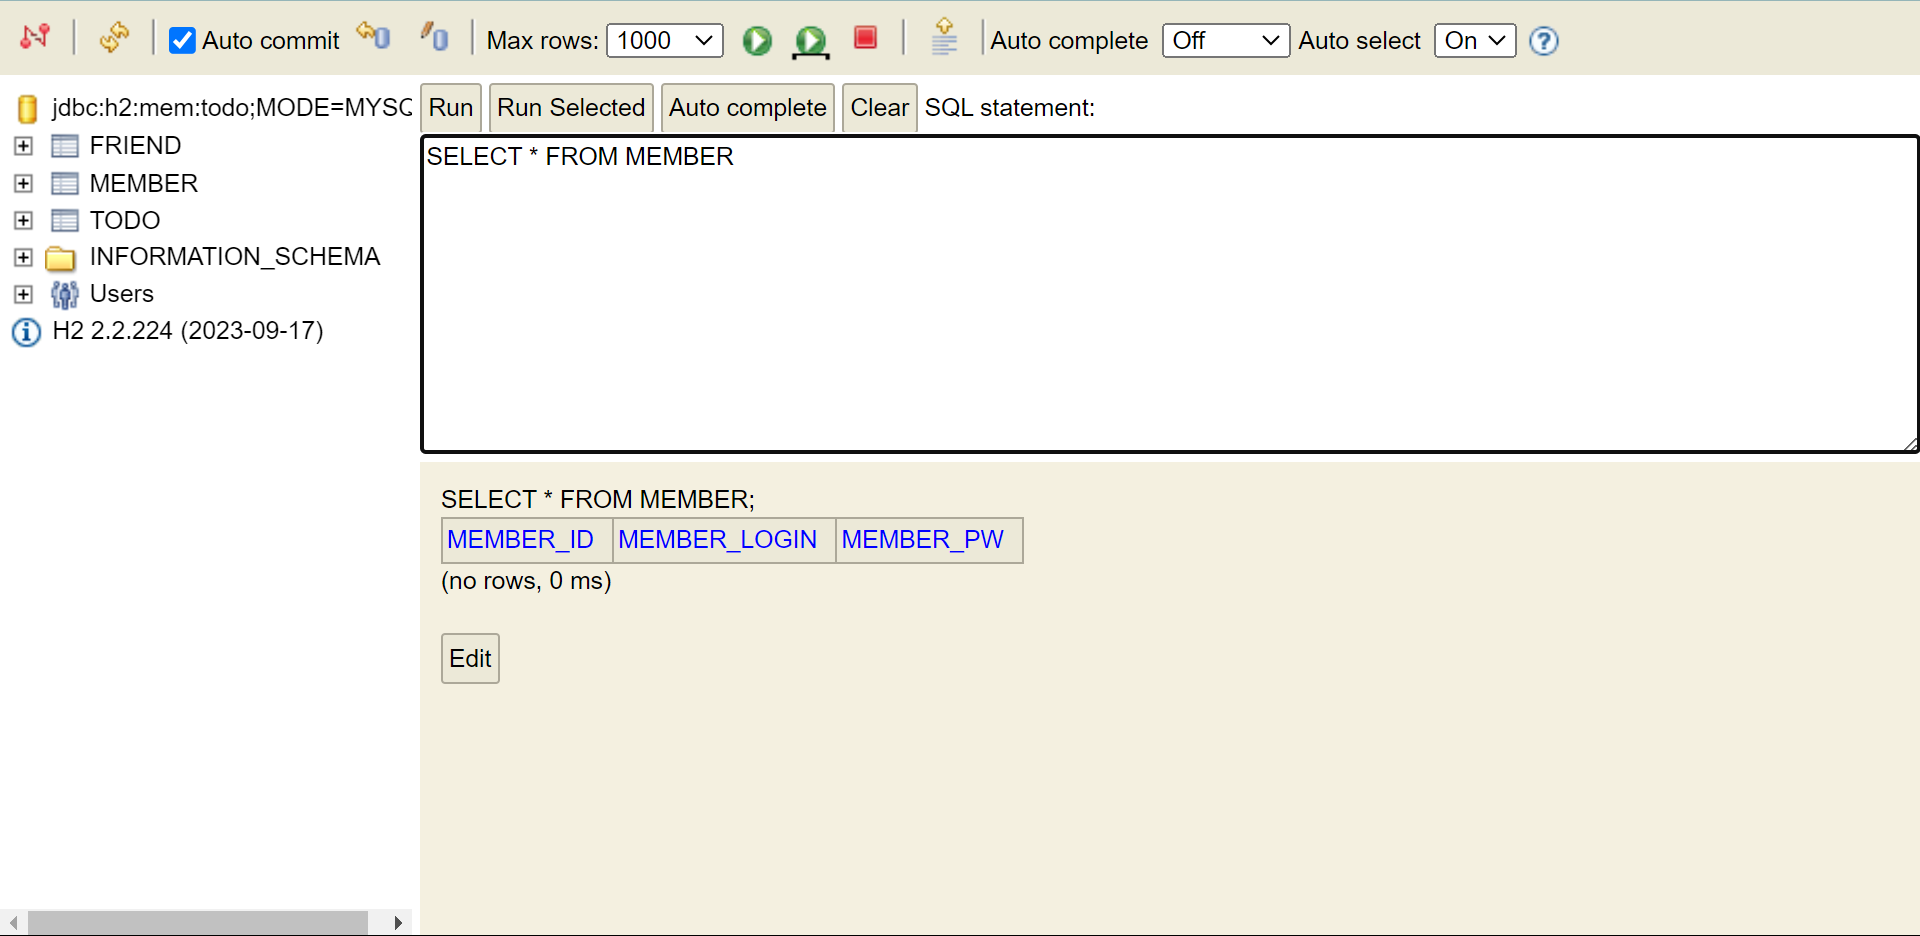 Auto commit Max rows: 1000 Auto complete Off Auto select On ?
jdbc:h2:mem:todo;MODE=MYSQ
FRIEND
MEMBER
TODO
INFORMATION_SCHEMA
Users
H2 2.2.224 (2023-09-17)
Run Run Selected Auto complete Clear SQL statement:
SELECT * FROM MEMBER
SELECT * FROM MEMBER;
MEMBER_ID MEMBER_LOGIN MEMBER_PW
(no rows, 0 ms)
Edit